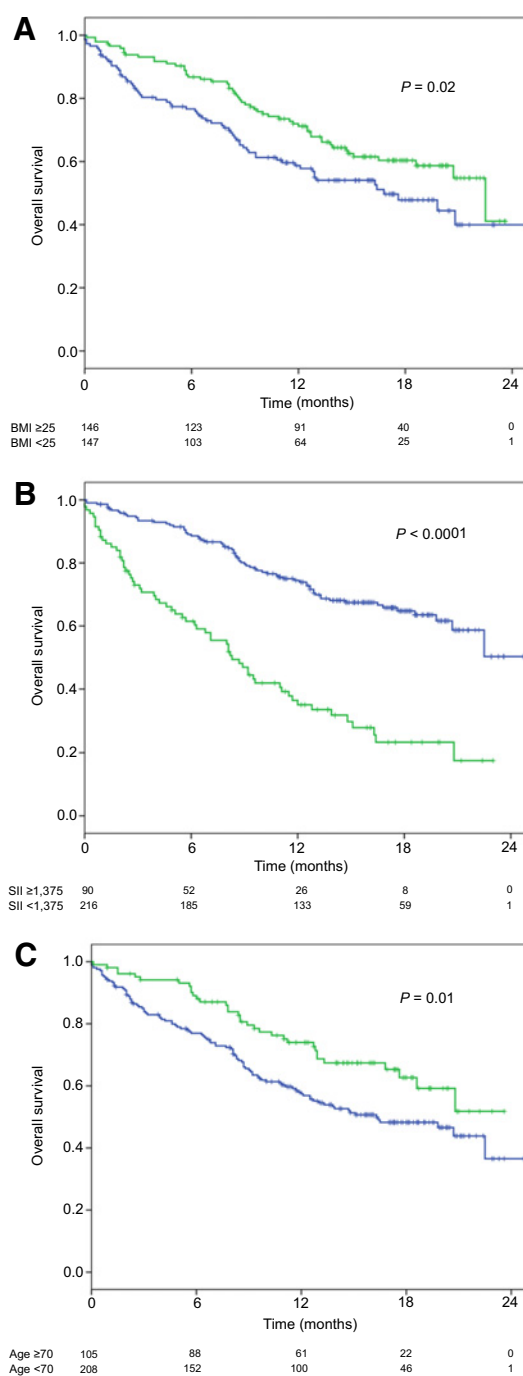 A
1.0
P = 0.02
0.8
0.6
Overall survival
0.4
0.2
0.0
0 6 12 18 24
Time (months)
BMI ≥25 146 123 91 40 0
BMI <25 147 103 64 25 1
B
1.0
P < 0.0001
0.8
0.6
Overall survival
0.4
0.2
0.0
0 6 12 18 24
Time (months)
SII ≥1,375 90 52 26 8 0
SII <1,375 216 185 133 59 1
C
1.0
P = 0.01
0.8
0.6
Overall survival
0.4
0.2
0.0
0 6 12 18 24
Time (months)
Age ≥70 105 88 61 22 0
Age <70 208 152 100 46 1